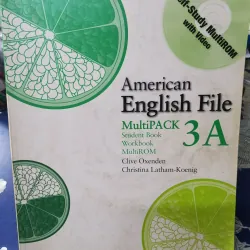 Self-Study MultiROM
with video
American
English File
MultiPACK 3A
Student Book
Workbook
MultiROM
Clive Oxenden
Christina Latham-Koenig